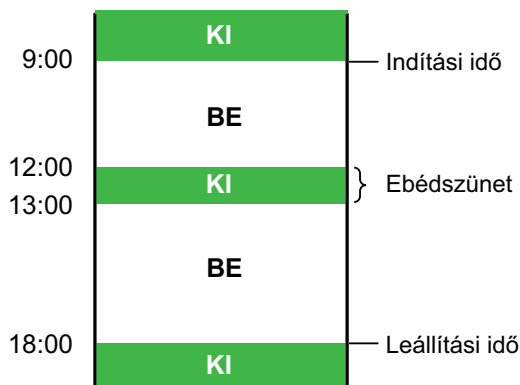 KI
9:00 Indítási idő
BE
12:00
KI Ebédszünet
13:00
BE
18:00 Leállítási idő
KI